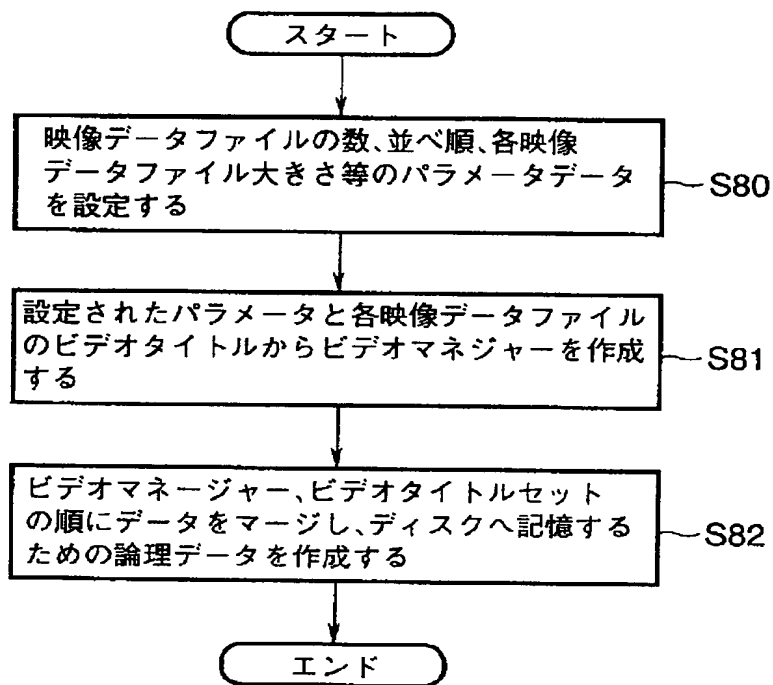 スタート
映像データファイルの数、並べ順、各映像
データファイル大きさ等のパラメータデータ
を設定する
S80
設定されたパラメータと各映像データファイル
のビデオタイトルからビデオマネジャーを作成
する
S81
ビデオマネージャー、ビデオタイトルセット
の順にデータをマージし、ディスクへ記憶する
ための論理データを作成する
S82
エンド